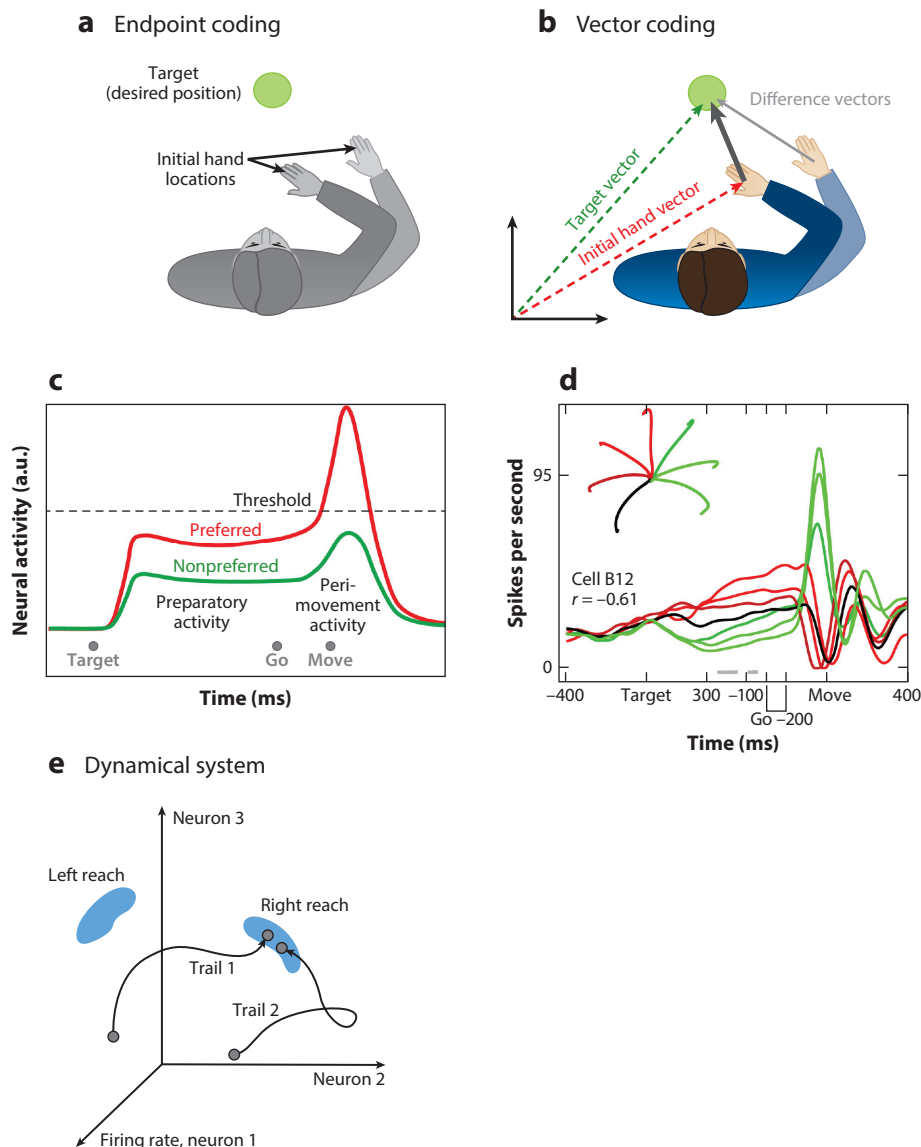 a Endpoint coding
Target
(desired position)
Initial hand
locations
b Vector coding
Difference vectors
Target vector
Initial hand vector
c
Neural activity (a.u.)
Threshold
Preferred
Nonpreferred
Preparatory
activity
Peri-
movement
activity
Target
Go
Move
Time (ms)
d
Spikes per second
95
0
Cell B12
r = –0.61
–400 Target 300 –100 Move 400
Go –200
Time (ms)
e Dynamical system
Neuron 3
Left reach
Right reach
Trail 1
Trail 2
Neuron 2
Firing rate, neuron 1